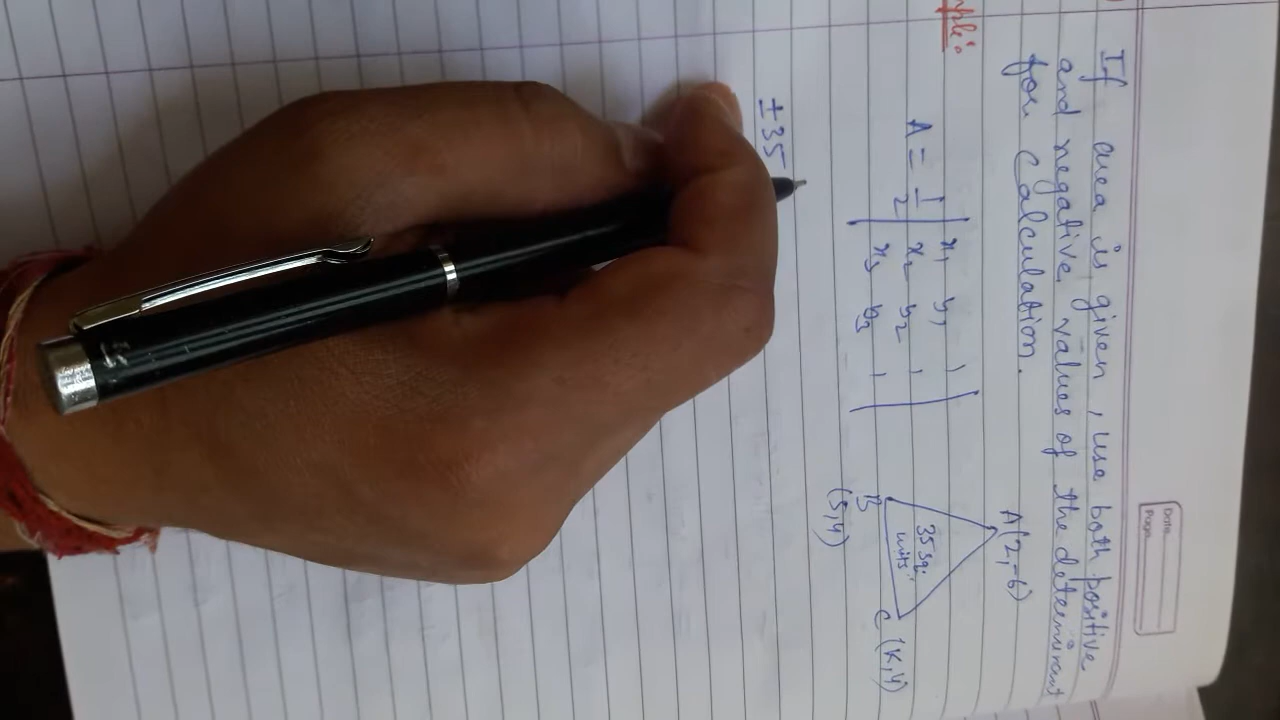 Date
Page
If area is given, use both positive
and negative values of the determinant
for calculation.
A = 1/2 | x₁ y₁ 1 |
| x₂ y₂ 1 |
| x₃ y₃ 1 |
A(2,-6)
35 sq.
units
B
(5,4)
C (K,4)
±35